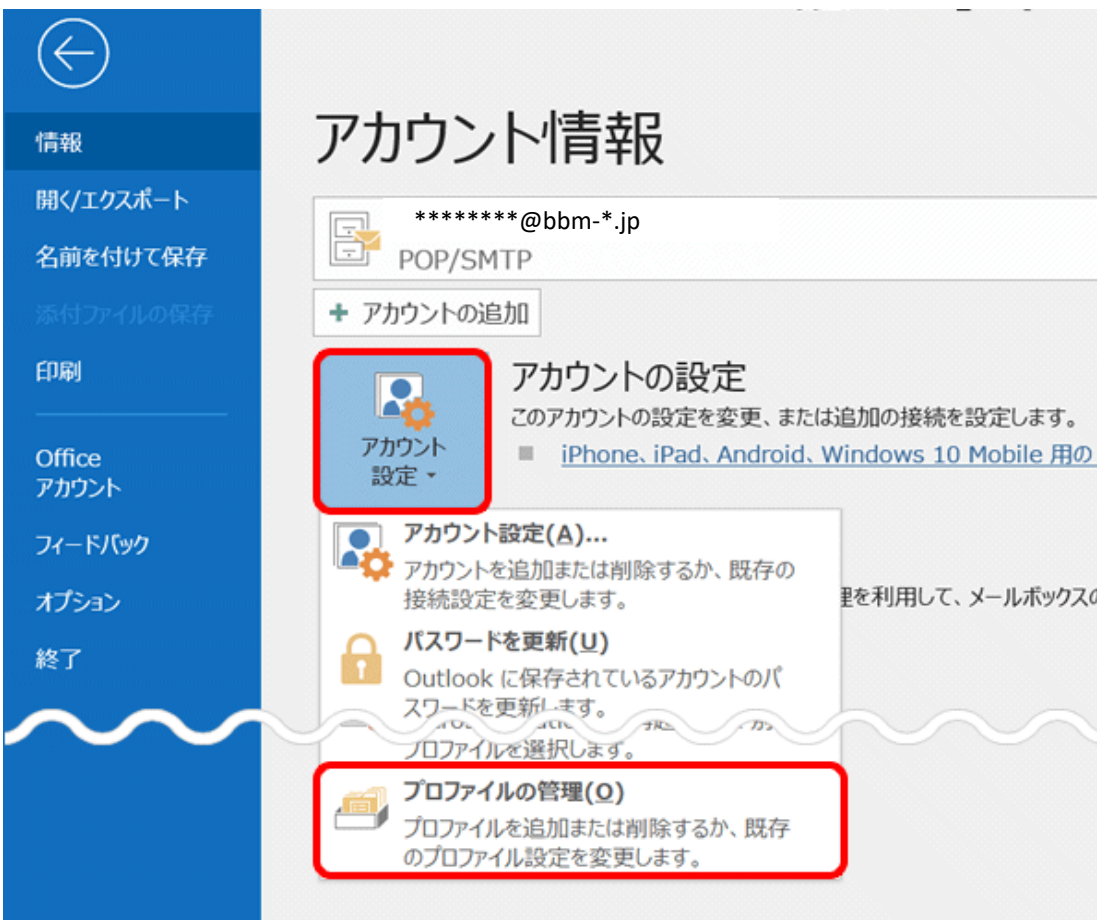 情報
開く/エクスポート
名前を付けて保存
添付ファイルの保存
印刷
Office
アカウント
フィードバック
オプション
終了
アカウント情報
********@bbm-*.jp
POP/SMTP
アカウントの追加
アカウント
設定
アカウントの設定
このアカウントの設定を変更、または追加の接続を設定します。
iPhone、iPad、Android、Windows 10 Mobile 用の
アカウント設定(A)...
アカウントを追加または削除するか、既存の
接続設定を変更します。
を利用して、メールボックスの
パスワードを更新(U)
Outlook に保存されているアカウントのパ
スワードを更新します。
プロファイルを選択します。
プロファイルの管理(O)
プロファイルを追加または削除するか、既存
のプロファイル設定を変更します。